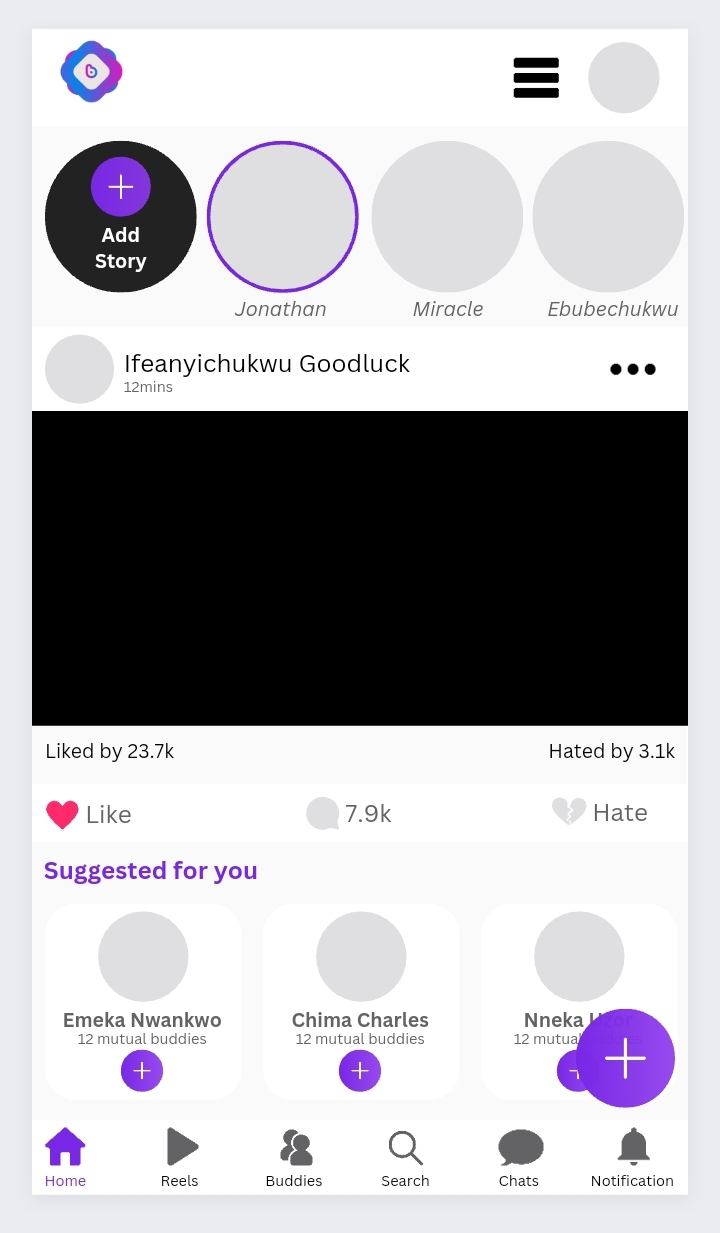 Add
Story
Jonathan
Miracle
Ebubechukwu
Ifeanyichukwu Goodluck
12mins
Liked by 23.7k
Hated by 3.1k
Like
7.9k
Hate
Suggested for you
Emeka Nwankwo
12 mutual buddies
Chima Charles
12 mutual buddies
Nneka Uzor
12 mutual buddies
Home
Reels
Buddies
Search
Chats
Notification